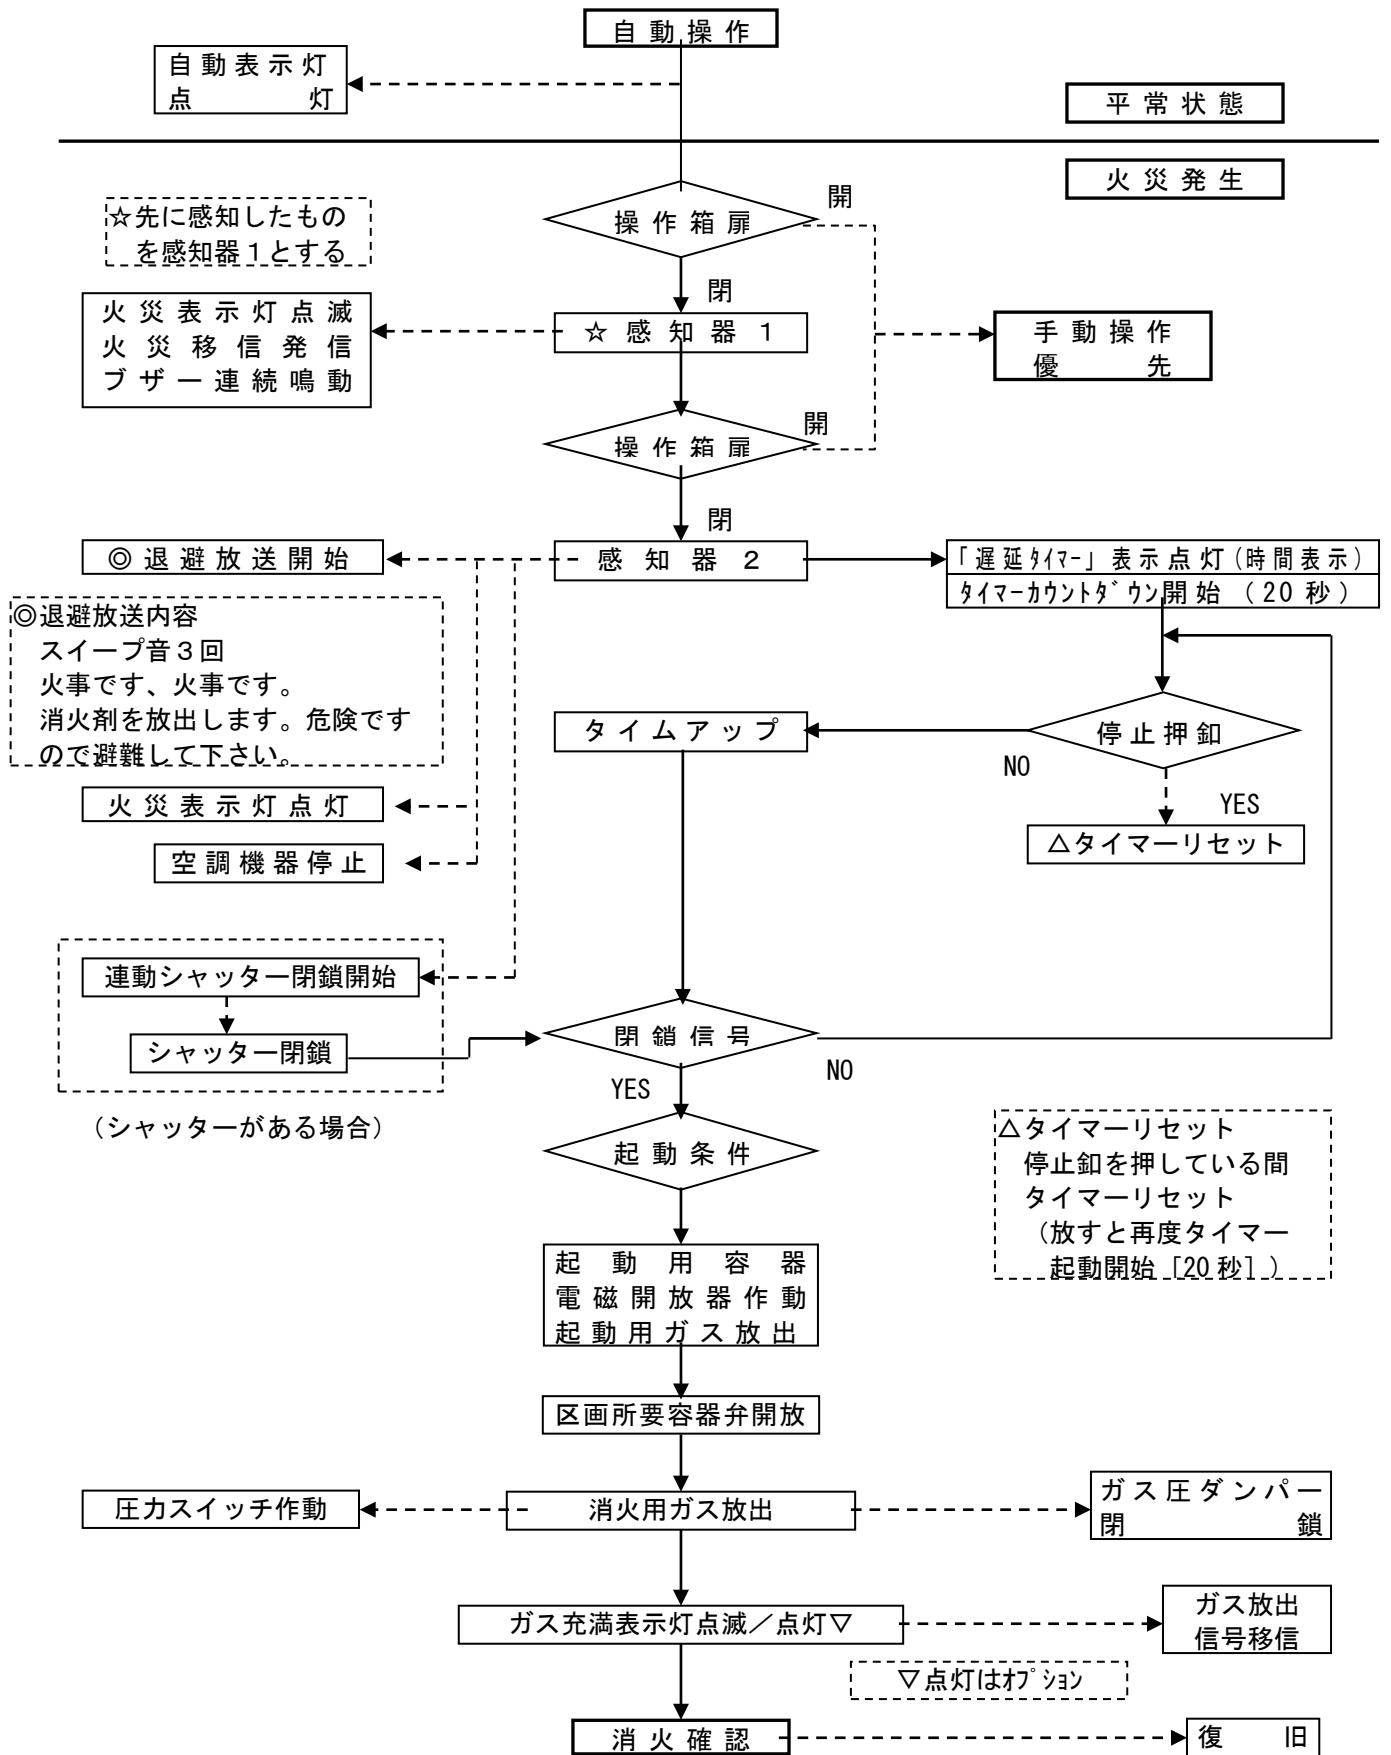 自動操作
自動表示灯
点灯
平常状態
火災発生
操作箱扉
開
☆先に感知したもの
を感知器1とする
閉
火災表示灯点滅
火災移信発信
ブザー連続鳴動
☆感知器1
手動操作
優先
操作箱扉
開
閉
◎退避放送開始
感知器2
「遅延ﾀｲﾏｰ」表示点灯(時間表示)
ﾀｲﾏｰｶｳﾝﾄﾀﾞｳﾝ開始（20秒）
◎退避放送内容
スイープ音3回
火事です、火事です。
消火剤を放出します。危険です
ので避難して下さい。
タイムアップ
停止押釦
NO
YES
火災表示灯点灯
△タイマーリセット
空調機器停止
連動シャッター閉鎖開始
シャッター閉鎖
閉鎖信号
NO
YES
（シャッターがある場合）
起動条件
△タイマーリセット
停止釦を押している間
タイマーリセット
（放すと再度タイマー
起動開始［20秒］）
起動用容器
電磁開放器作動
起動用ガス放出
区画所要容器弁開放
圧力スイッチ作動
消火用ガス放出
ガス圧ダンパー
閉鎖
ガス充満表示灯点滅／点灯▽
ガス放出
信号移信
▽点灯はｵﾌﾟｼｮﾝ
消火確認
復旧